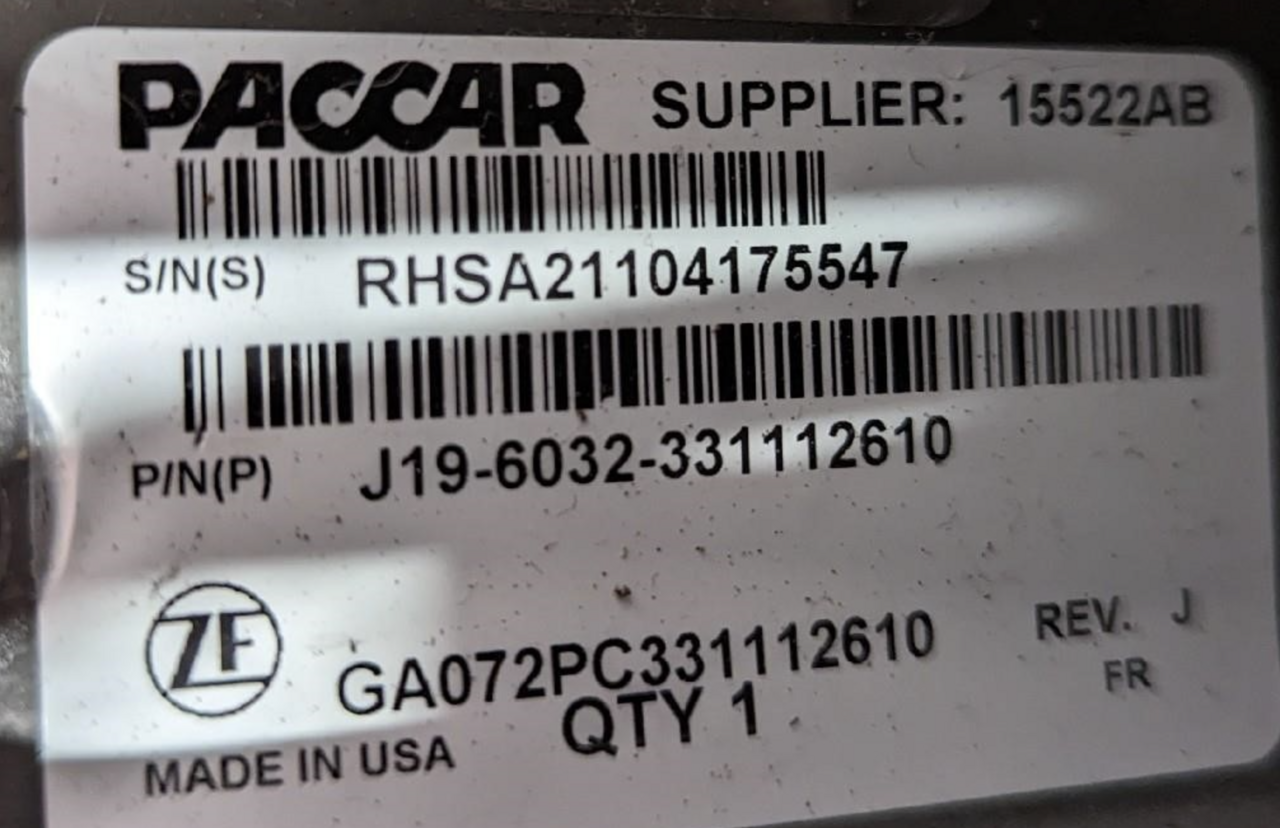 PACCAR SUPPLIER: 15522AB
S/N(S) RHSA21104175547
P/N(P) J19-6032-331112610
ZF GA072PC331112610 REV. J
QTY 1 FR
MADE IN USA